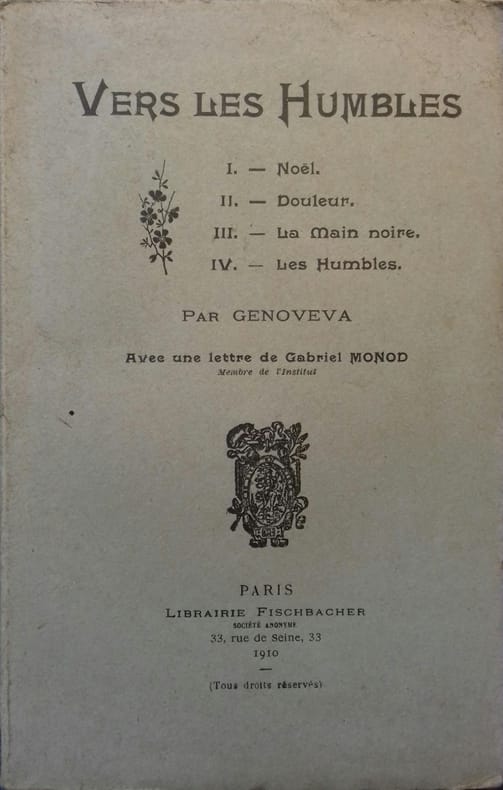 VERS LES HUMBLES
I. — Noël.
II. — Douleur.
III. — La Main noire.
IV. — Les Humbles.
PAR GENOVEVA
Avec une lettre de Gabriel MONOD
Membre de l'Institut
PARIS
LIBRAIRIE FISCHBACHER
SOCIÉTÉ ANONYME
33, rue de Seine, 33
1910
(Tous droits réservés)